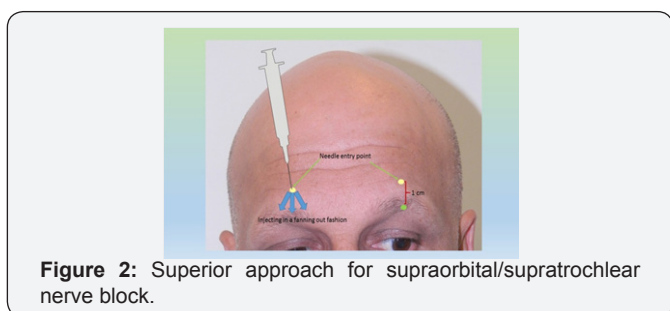 Needle entry point
1 cm
Injecting in a fanning out fashion
Figure 2: Superior approach for supraorbital/supratrochlear
nerve block.